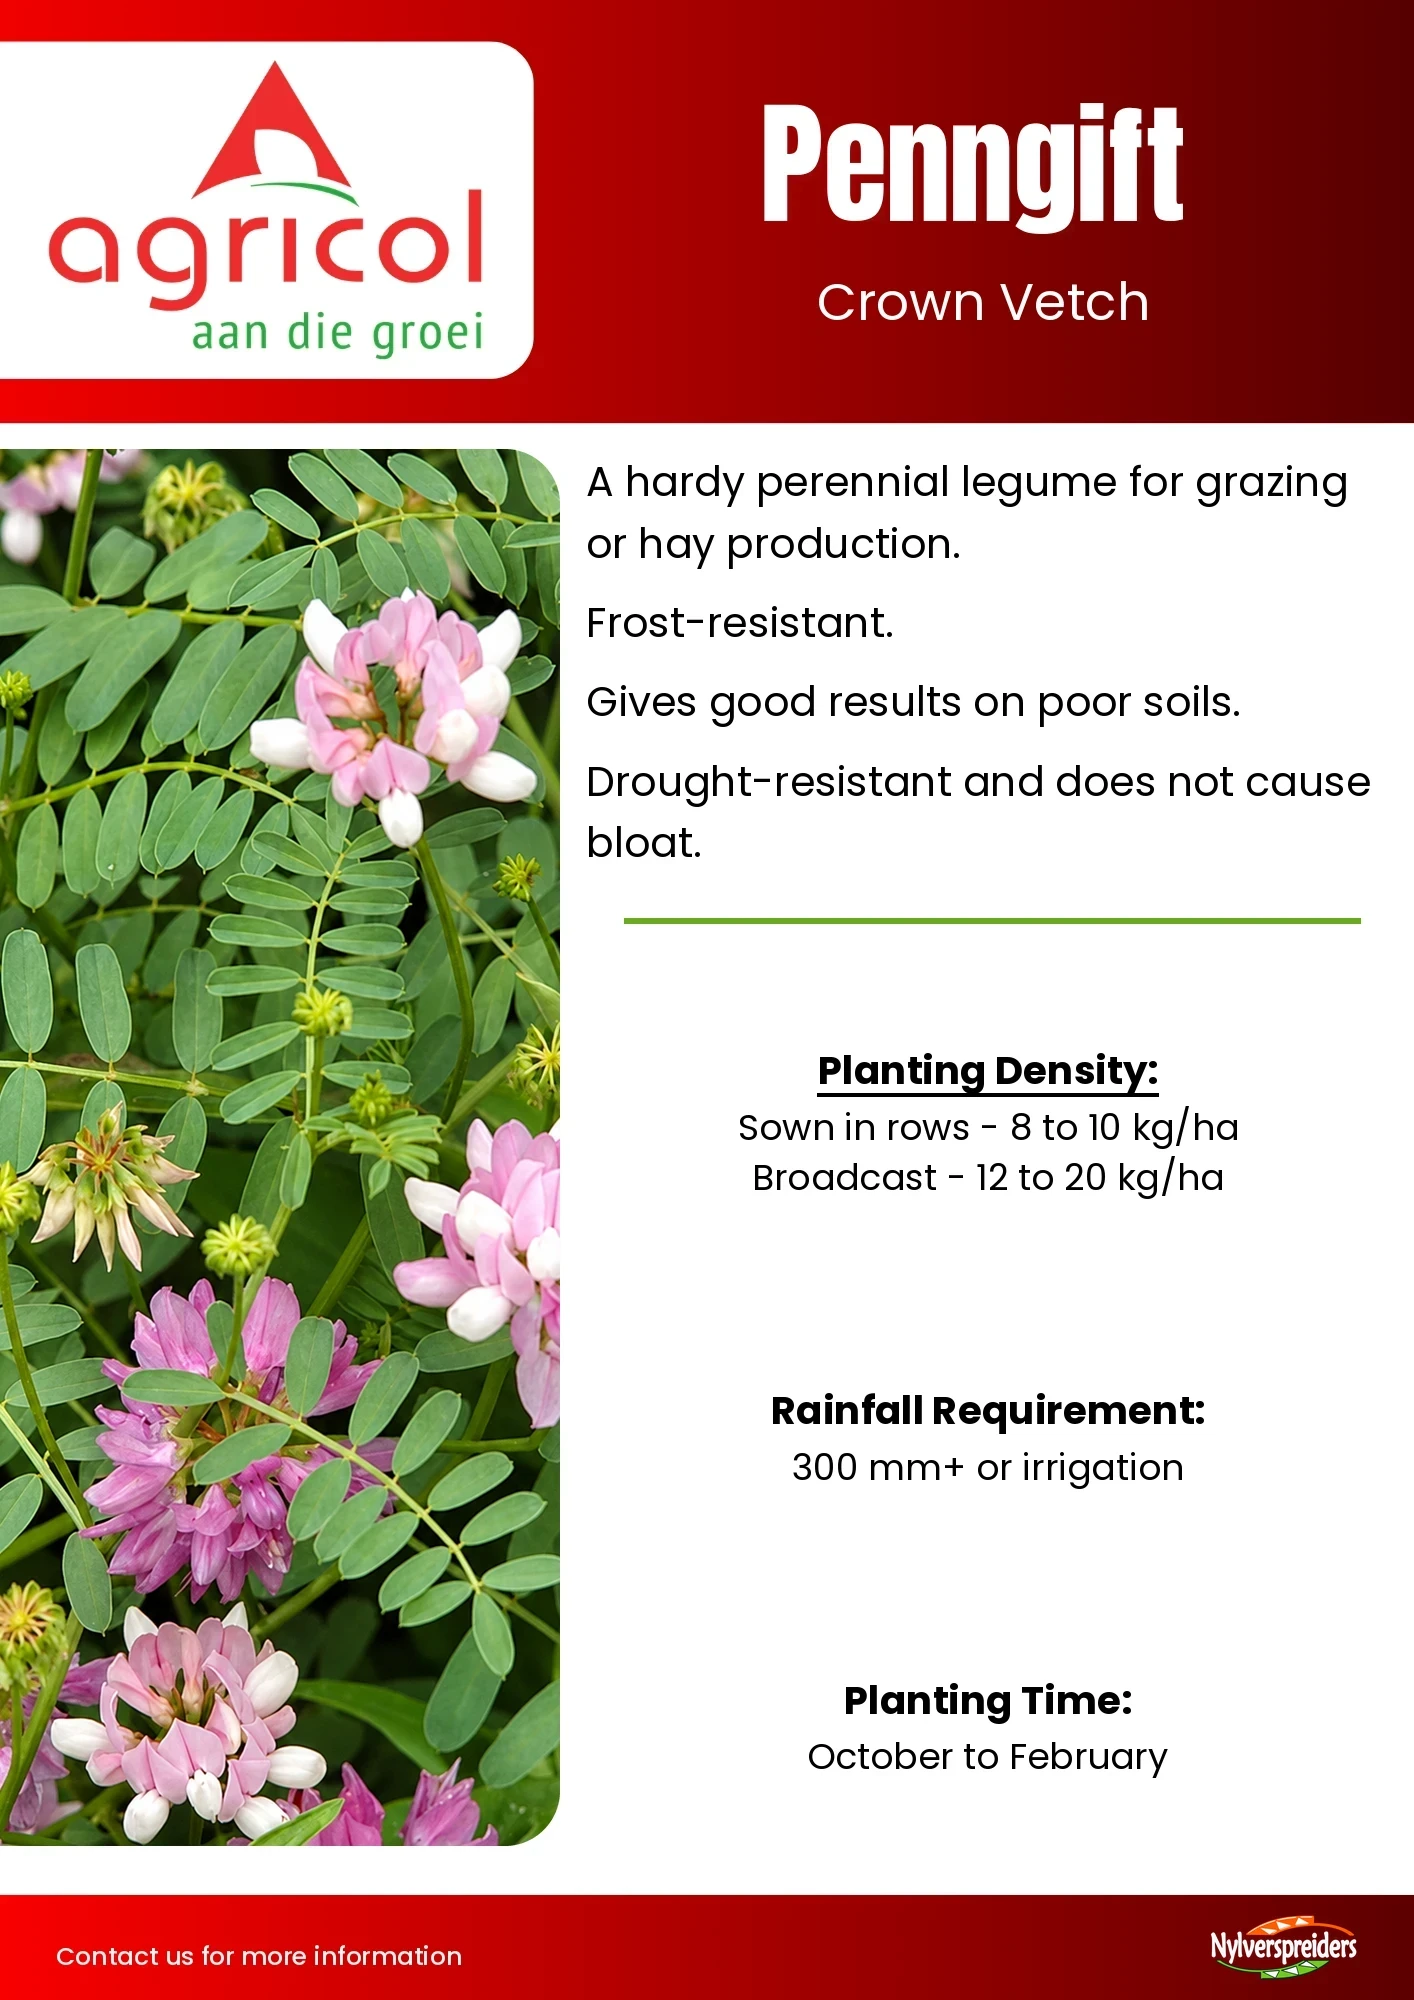 agricol
aan die groei
Penngift
Crown Vetch
A hardy perennial legume for grazing
or hay production.
Frost-resistant.
Gives good results on poor soils.
Drought-resistant and does not cause
bloat.
Planting Density:
Sown in rows - 8 to 10 kg/ha
Broadcast - 12 to 20 kg/ha
Rainfall Requirement:
300 mm+ or irrigation
Planting Time:
October to February
Contact us for more information
Nylverspreiders